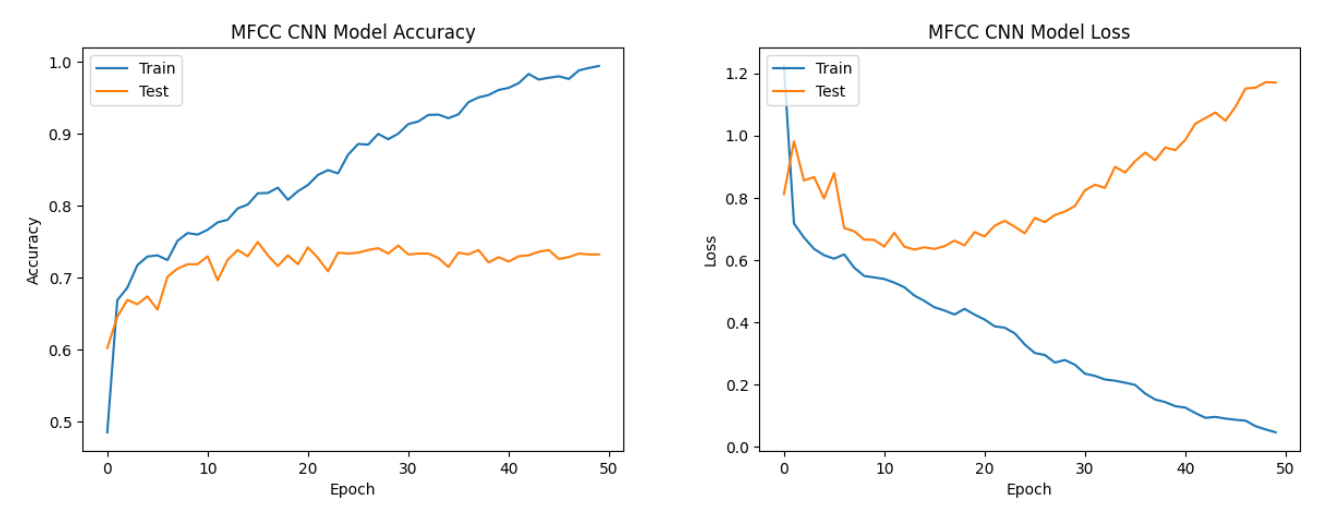 MFCC CNN Model Accuracy
Train
Test
1.0
0.9
0.8
0.7
0.6
0.5
Accuracy
0 10 20 30 40 50
Epoch
MFCC CNN Model Loss
Train
Test
1.2
1.0
0.8
0.6
0.4
0.2
0.0
Loss
0 10 20 30 40 50
Epoch